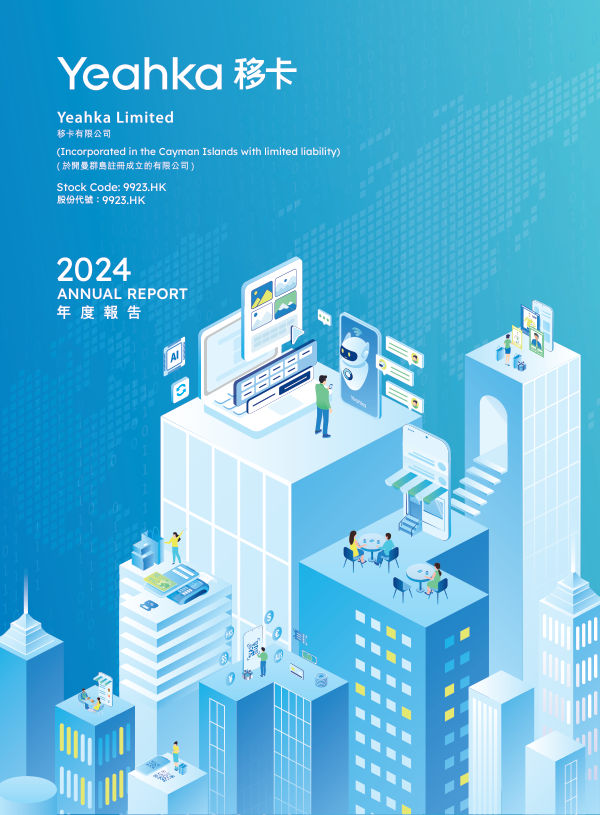 Yeahka 移卡
Yeahka Limited
移卡有限公司
(Incorporated in the Cayman Islands with limited liability)
(於開曼群島註冊成立的有限公司)
Stock Code: 9923.HK
股份代號：9923.HK
2024
ANNUAL REPORT
年度報告
AI
Yeahka